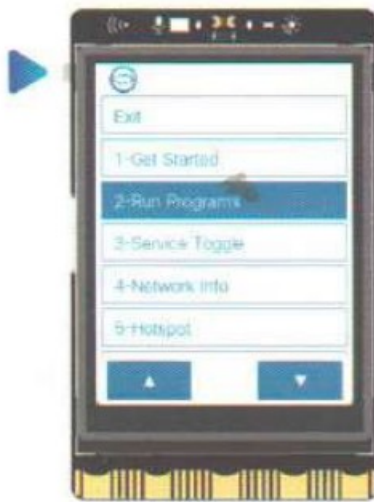 Exit
1-Get Started
2-Run Programs
3-Service Toggle
4-Network Info
5-Hotspot